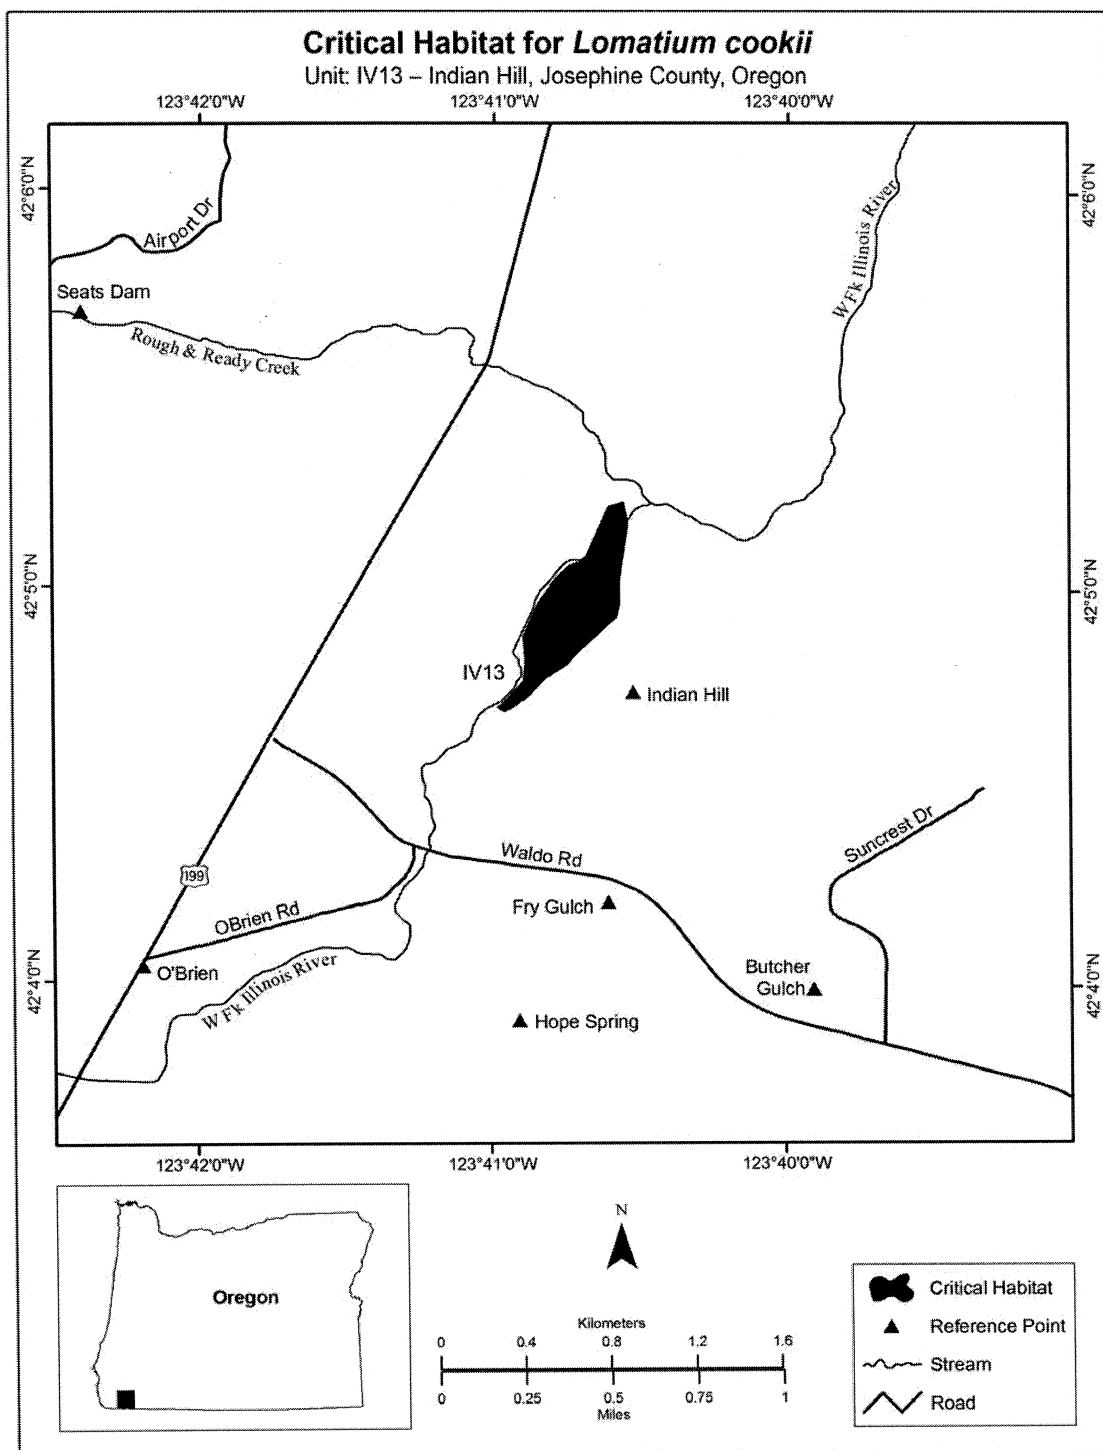 Critical Habitat for Lomatium cookii
Unit: IV13 – Indian Hill, Josephine County, Oregon
123°42'0"W
123°41'0"W
123°40'0"W
42°6'0"N
42°6'0"N
Airport Dr
W Fk Illinois River
Seats Dam
Rough & Ready Creek
42°5'0"N
42°5'0"N
IV13
Indian Hill
Suncrest Dr
Waldo Rd
199
Fry Gulch
OBrien Rd
O'Brien
W Fk Illinois River
Butcher
Gulch
42°4'0"N
42°4'0"N
Hope Spring
123°42'0"W
123°41'0"W
123°40'0"W
Oregon
N
Kilometers
0 0.4 0.8 1.2 1.6
0 0.25 0.5 0.75 1
Miles
Critical Habitat
Reference Point
Stream
Road